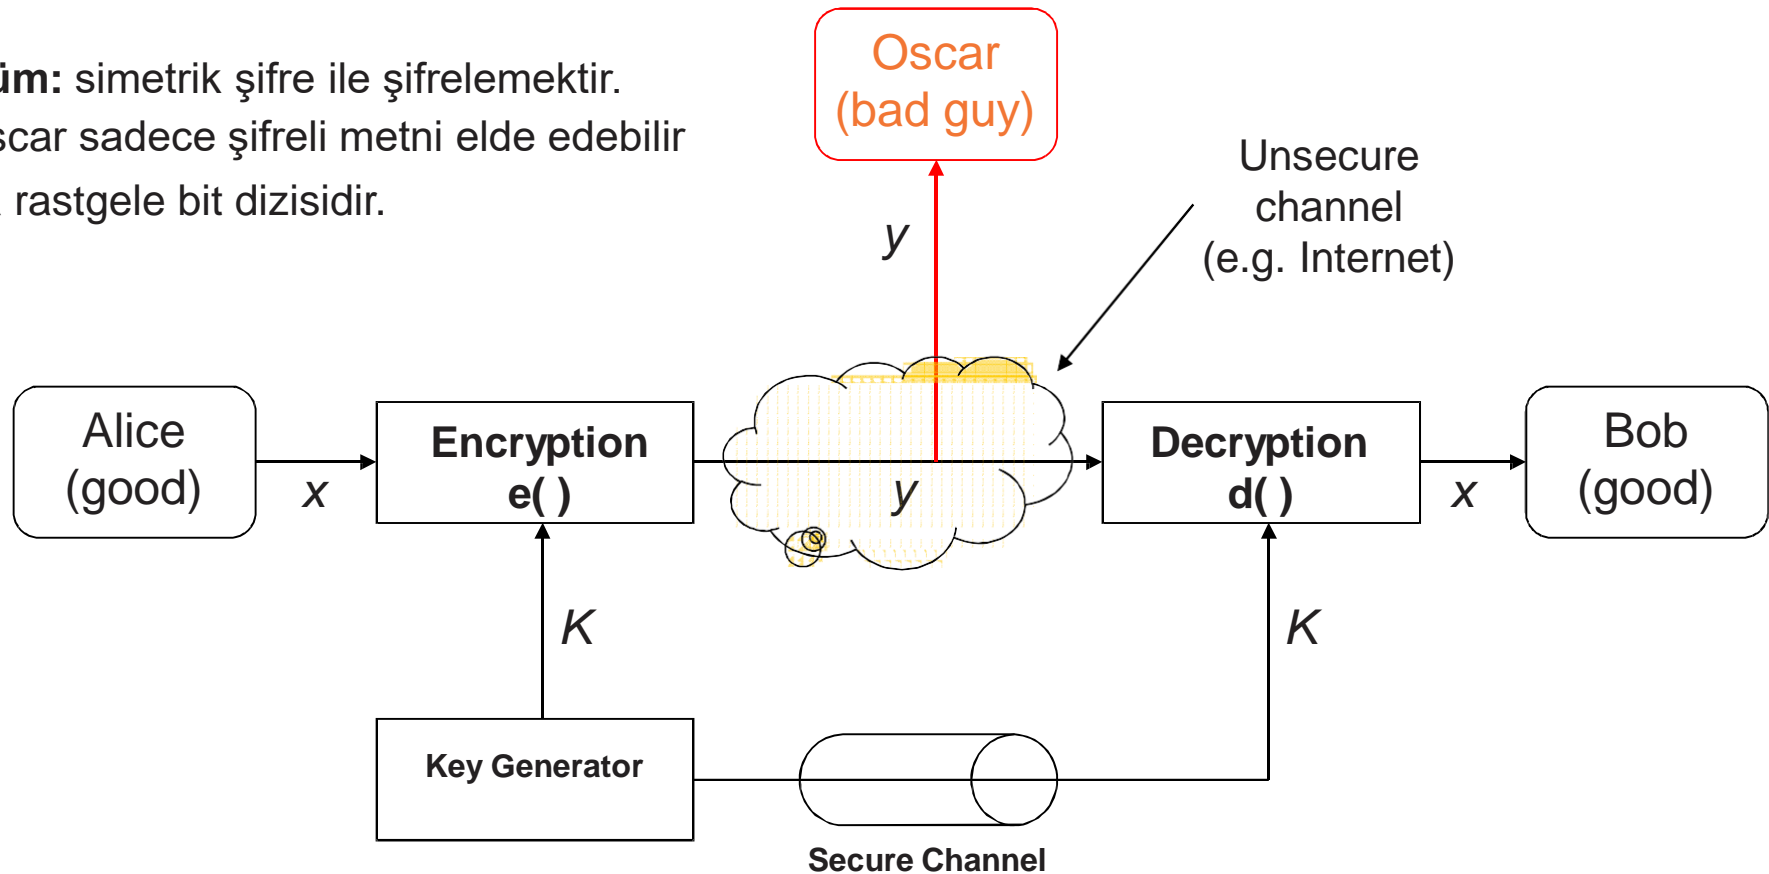 üm: simetrik şifre ile şifrelemektir.
scar sadece şifreli metni elde edebilir
rastgele bit dizisidir.
Oscar
(bad guy)
Unsecure
channel
(e.g. Internet)
y
Alice
(good)
x
Encryption
e( )
y
Decryption
d( )
x
Bob
(good)
K
K
Key Generator
Secure Channel